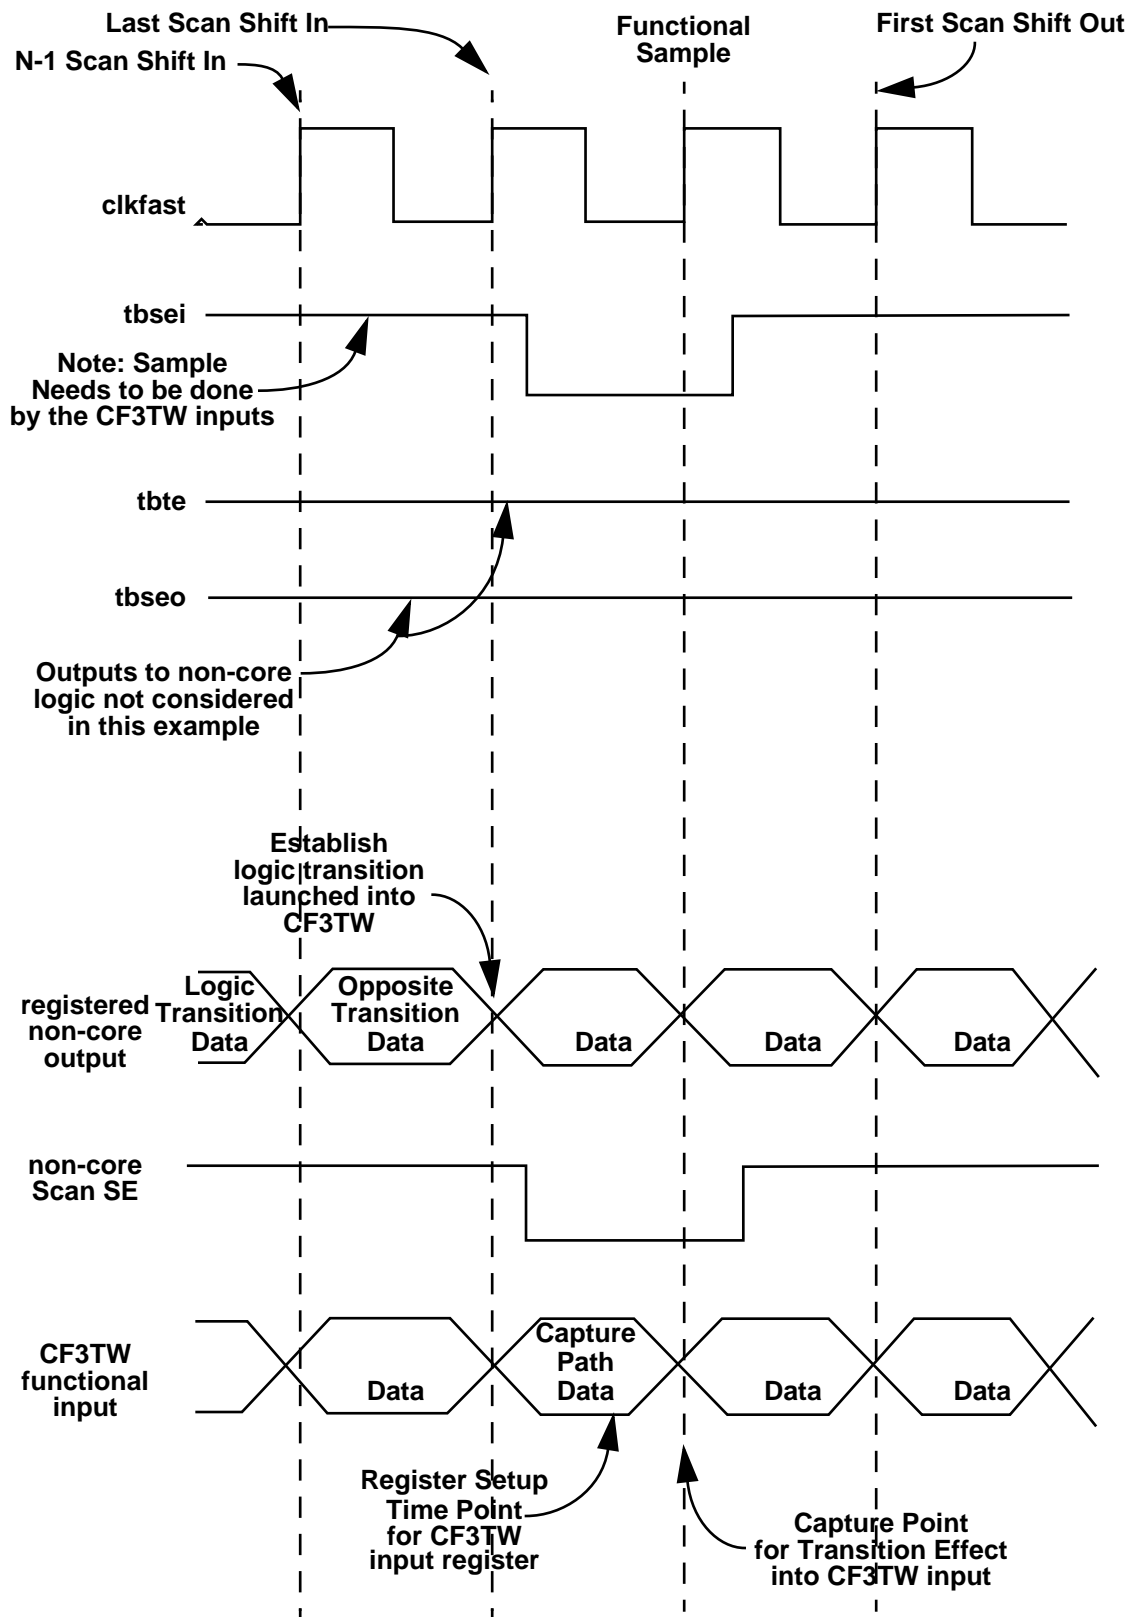 Last Scan Shift In
N-1 Scan Shift In
Functional
Sample
First Scan Shift Out
clkfast
tbsei
Note: Sample
Needs to be done
by the CF3TW inputs
tbte
tbseo
Outputs to non-core
logic not considered
in this example
Establish
logic transition
launched into
CF3TW
registered
non-core
output
Logic
Transition
Data
Opposite
Transition
Data
Data
Data
Data
non-core
Scan SE
CF3TW
functional
input
Data
Capture
Path
Data
Data
Data
Register Setup
Time Point
for CF3TW
input register
Capture Point
for Transition Effect
into CF3TW input